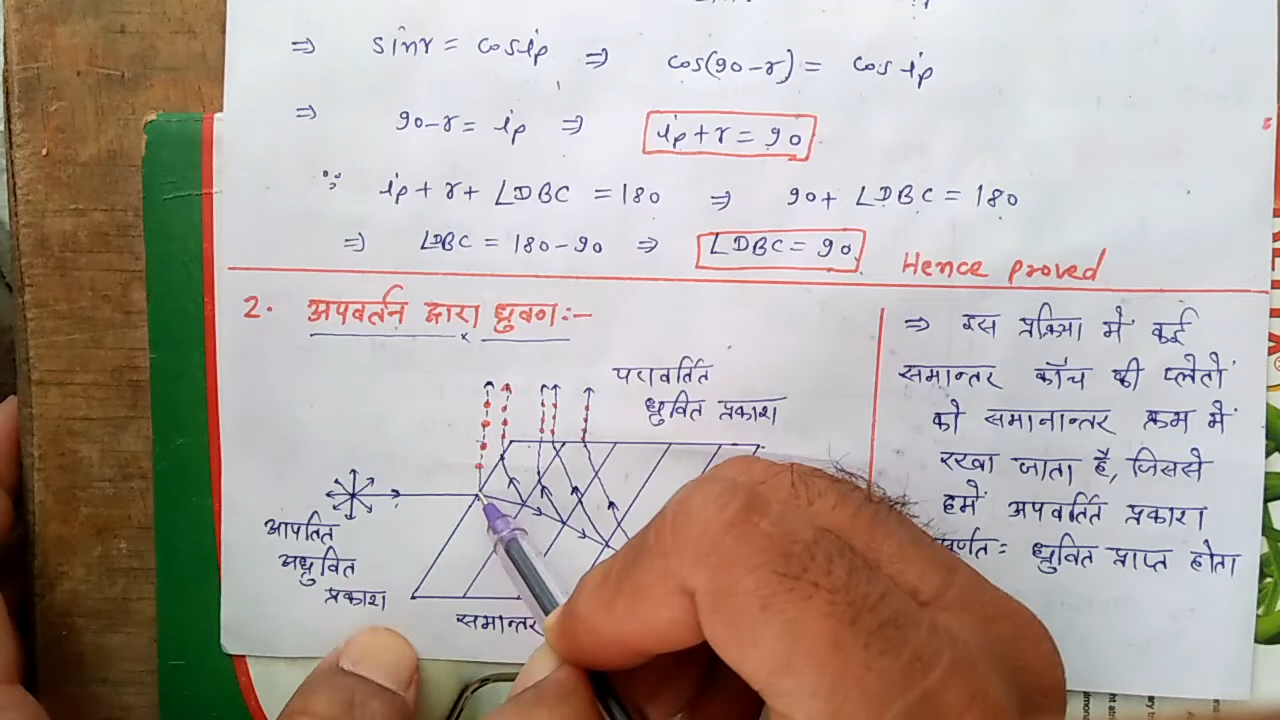 ⇒ sinr = cosip ⇒ cos(90-r) = cos ip
⇒ 90-r = ip ⇒ ip+r = 90
∵ ip + r + ∠DBC = 180 ⇒ 90 + ∠DBC = 180
⇒ ∠DBC = 180-90 ⇒ ∠DBC = 90 Hence proved
2. अपवर्तन द्वारा ध्रुवण:-
परावर्तित
ध्रुवित प्रकाश
आपतित
अध्रुवित
प्रकाश
समान्तर
⇒ इस प्रक्रिया में कई
समान्तर काँच की प्लेतों
को समानान्तर क्रम में
रखा जाता है, जिससे
हमें अपवर्तित प्रकाश
ध्रुवित प्राप्त होता